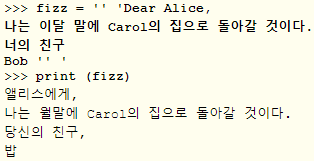 >>> fizz = '' 'Dear Alice,
나는 이달 말에 Carol의 집으로 돌아갈 것이다.
너의 친구
Bob '' '
>>> print (fizz)
앨리스에게,
나는 월말에 Carol의 집으로 돌아갈 것이다.
당신의 친구,
밥